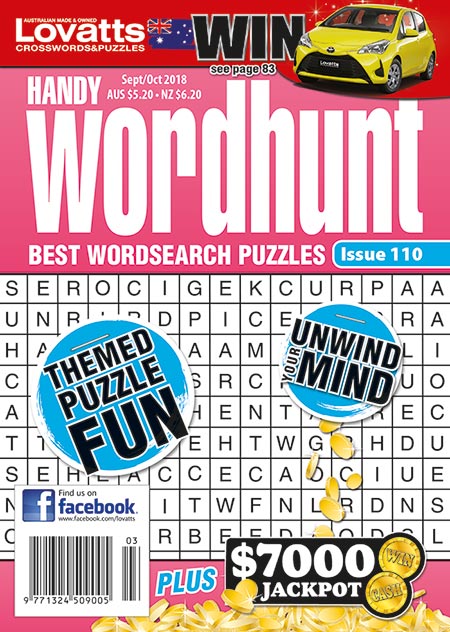 AUSTRALIAN MADE & OWNED
Lovatts
CROSSWORDS&PUZZLES
WIN
see page 83
Lovatts
Sept/Oct 2018
AUS $5.20 • NZ $6.20
HANDY
Wordhunt
BEST WORDSEARCH PUZZLES
Issue 110
S E R O C I G E K C U R P A A
U N R D P I C E R A
H A A M L I
C S R C U O
A H E N T A R E C
T T E H T W G H D U
S E H E A C C E C A C I U E
I T W F N L R D N S
R B E E D
THEMED
PUZZLE
FUN
UNWIND
YOUR
MIND
Find us on
facebook®
www.facebook.com/lovatts
03
9 771324 509005
PLUS
$7000
JACKPOT
WIN
CASH